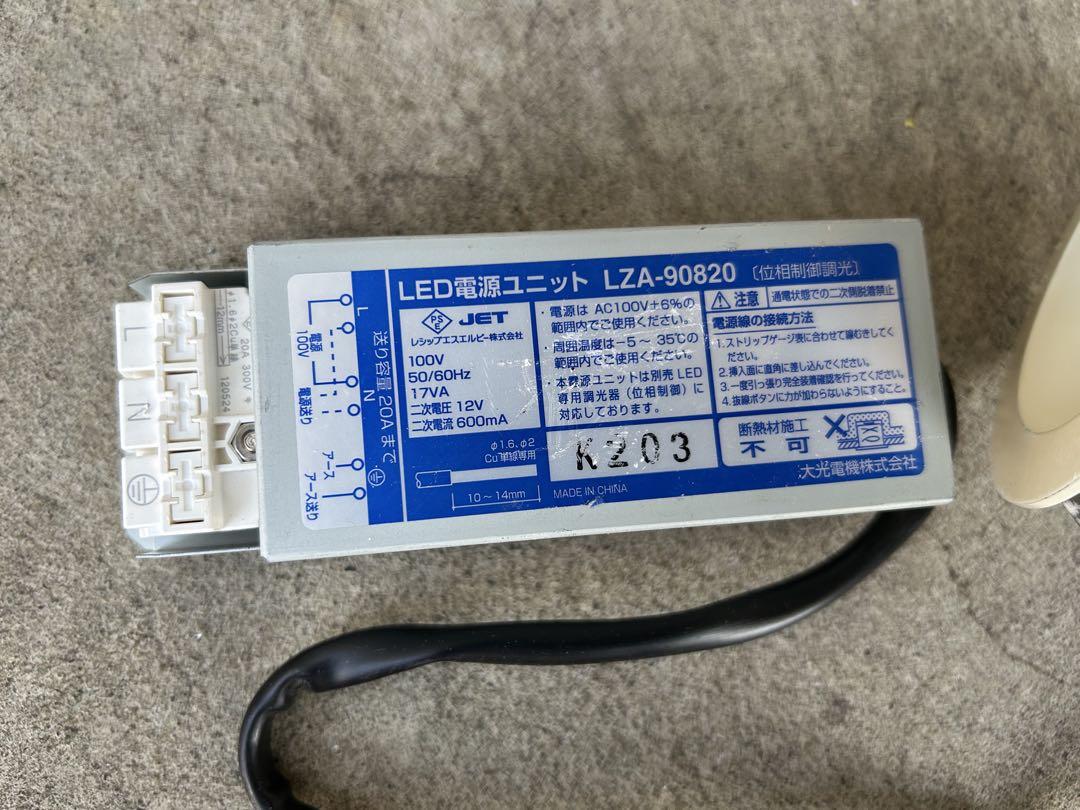 L
N
φ1.6 φ2 Cu単線
12mm
20A 300V
120524
L
電源
100V
N
電源送り
アース
アース送り
送り容量20Aまで
LED電源ユニット LZA-90820 〔位相制御調光〕
PS
E
JET
レシップエスエルピー株式会社
100V
50/60Hz
17VA
二次電圧 12V
二次電流 600mA
・電源は AC100V±6%の
範囲内でご使用ください。
・周囲温度は−5 ~ 35℃の
範囲内でご使用ください。
・本電源ユニットは別売 LED
専用調光器（位相制御）に
対応しております。
注意
通電状態での二次側脱着禁止
電源線の接続方法
1.ストリップゲージ表に合わせて線むきしてく
ださい。
2.挿入面に直角に差し込んでください。
3.一度引っ張り完全装着確認を行ってください。
4.抜線ボタンに力が加わらないようにすること。
φ1.6、φ2
Cu単線専用
10~14mm
K203
MADE IN CHINA
断熱材施工
不可
大光電機株式会社